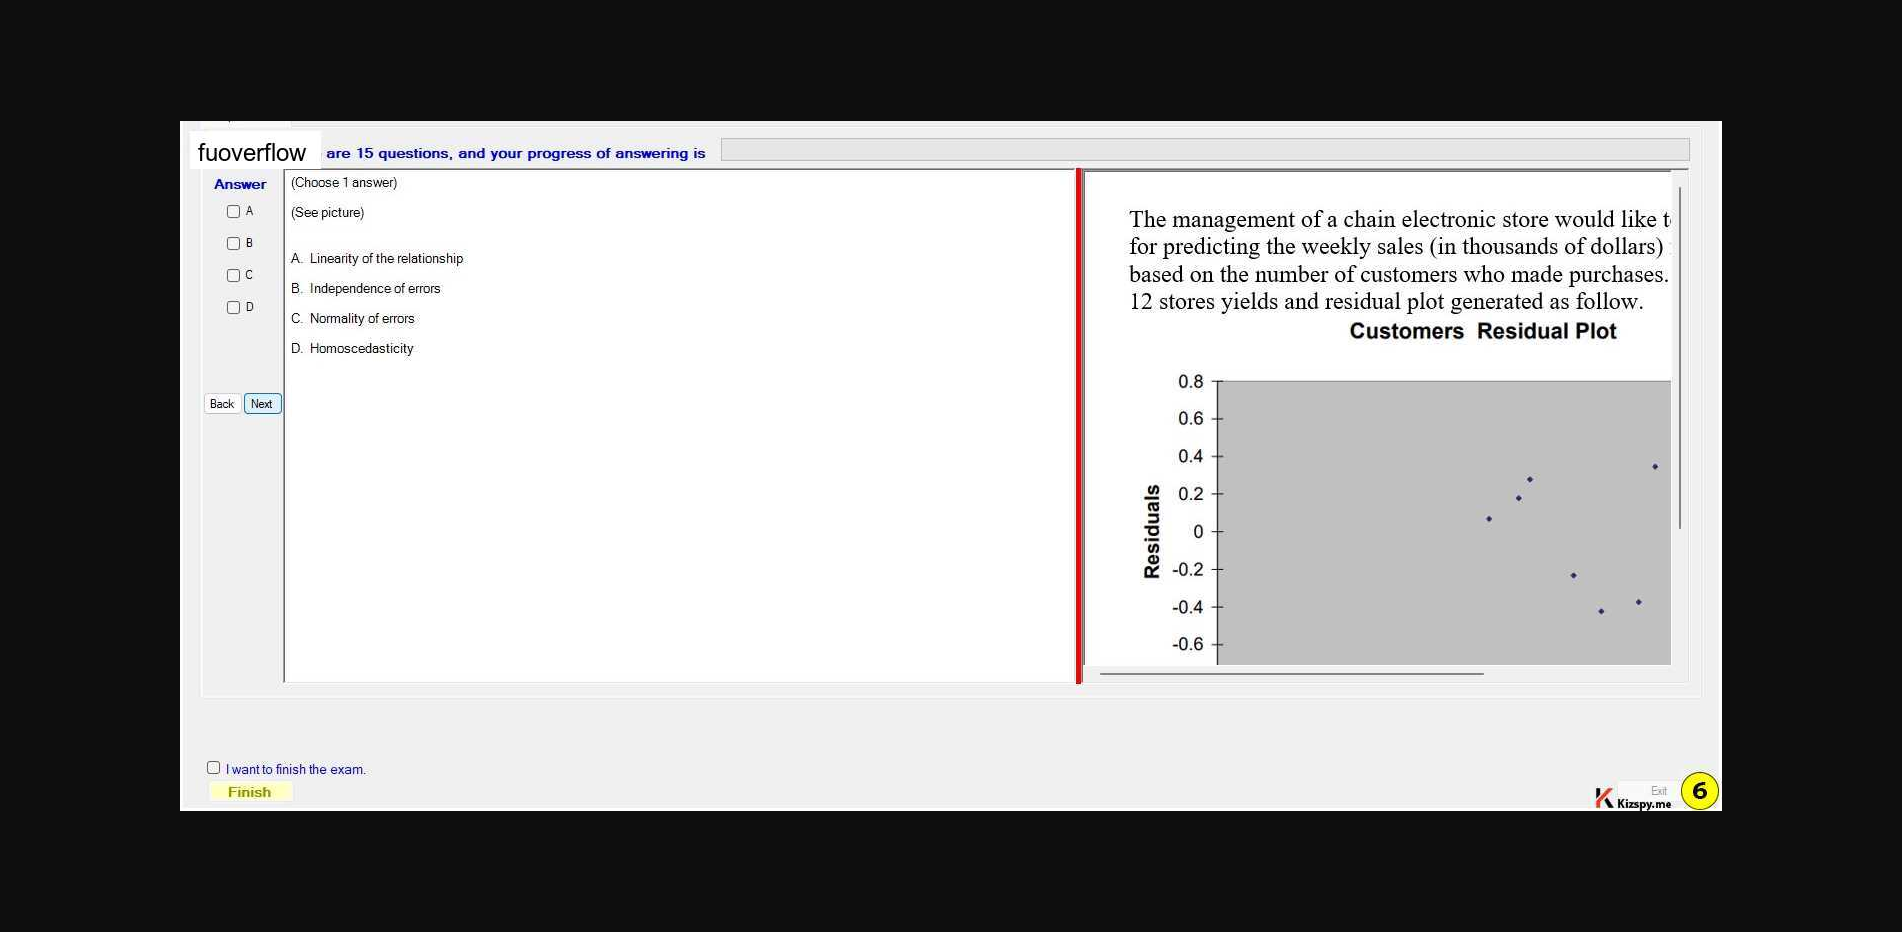 fuoverflow are 15 questions, and your progress of answering is
Answer
A
B
C
D
Back Next
(Choose 1 answer)
(See picture)
A. Linearity of the relationship
B. Independence of errors
C. Normality of errors
D. Homoscedasticity
The management of a chain electronic store would like
for predicting the weekly sales (in thousands of dollars)
based on the number of customers who made purchases.
12 stores yields and residual plot generated as follow.
Customers Residual Plot
0.8
0.6
0.4
0.2
0
-0.2
-0.4
-0.6
Residuals
I want to finish the exam.
Finish
Exit
Kizspy.me
6